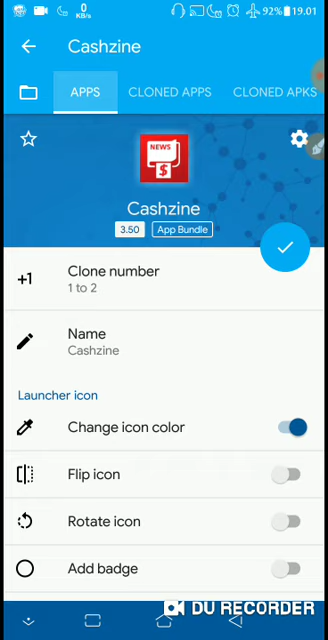 0
KB/s
92%
19.01
Cashzine
APPS
CLONED APPS
CLONED APKS
NEWS
$
Cashzine
3.50
App Bundle
+1
Clone number
1 to 2
Name
Cashzine
Launcher icon
Change icon color
Flip icon
Rotate icon
Add badge
DU RECORDER